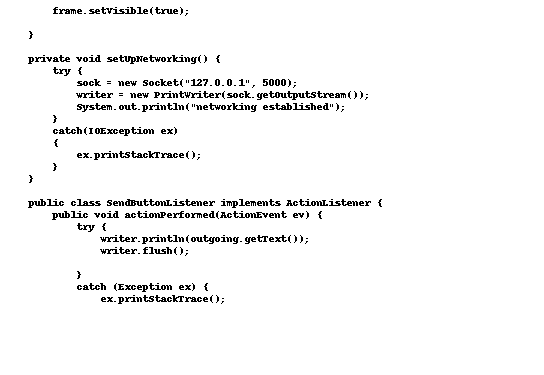 frame.setVisible(true);
}
private void setUpNetworking() {
try {
sock = new Socket("127.0.0.1", 5000);
writer = new PrintWriter(sock.getOutputStream());
System.out.println("networking established");
}
catch(IOException ex)
{
ex.printStackTrace();
}
}
public class SendButtonListener implements ActionListener {
public void actionPerformed(ActionEvent ev) {
try {
writer.println(outgoing.getText());
writer.flush();
}
catch (Exception ex) {
ex.printStackTrace();